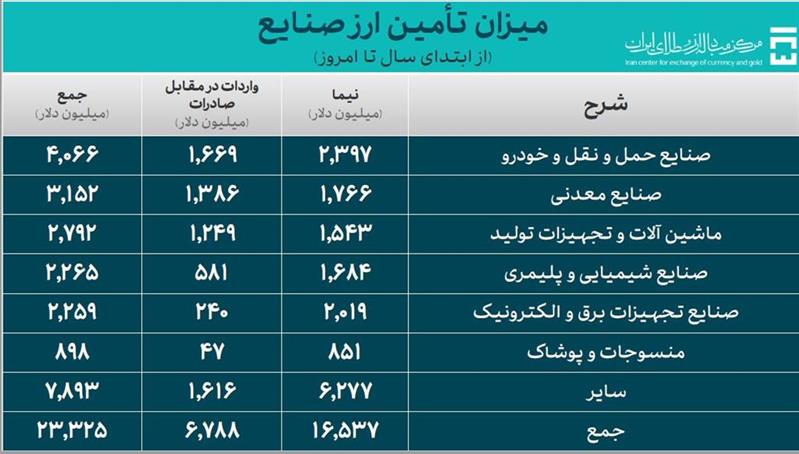 میزان تأمین ارز صنایع
(از ابتدای سال تا امروز)
مرکز مبادله ارز و طلای ایران
Iran center for exchange of currency and gold
شرح
نیما
(میلیون دلار)
واردات در مقابل صادرات
(میلیون دلار)
جمع
(میلیون دلار)
صنایع حمل و نقل و خودرو ۲,۳۹۷ ۱,۶۶۹ ۴,۰۶۶
صنایع معدنی ۱,۷۶۶ ۱,۳۸۶ ۳,۱۵۲
ماشین آلات و تجهیزات تولید ۱,۵۴۳ ۱,۲۴۹ ۲,۷۹۲
صنایع شیمیایی و پلیمری ۱,۶۸۴ ۵۸۱ ۲,۲۶۵
صنایع تجهیزات برق و الکترونیک ۲,۰۱۹ ۲۴۰ ۲,۲۵۹
منسوجات و پوشاک ۸۵۱ ۴۷ ۸۹۸
سایر ۶,۲۷۷ ۱,۶۱۶ ۷,۸۹۳
جمع ۱۶,۵۳۷ ۶,۷۸۸ ۲۳,۳۲۵